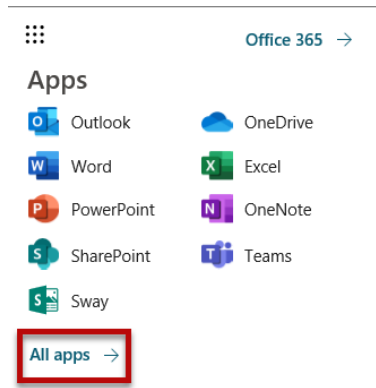 Office 365 →
Apps
Outlook OneDrive
Word Excel
PowerPoint OneNote
SharePoint Teams
Sway
All apps →